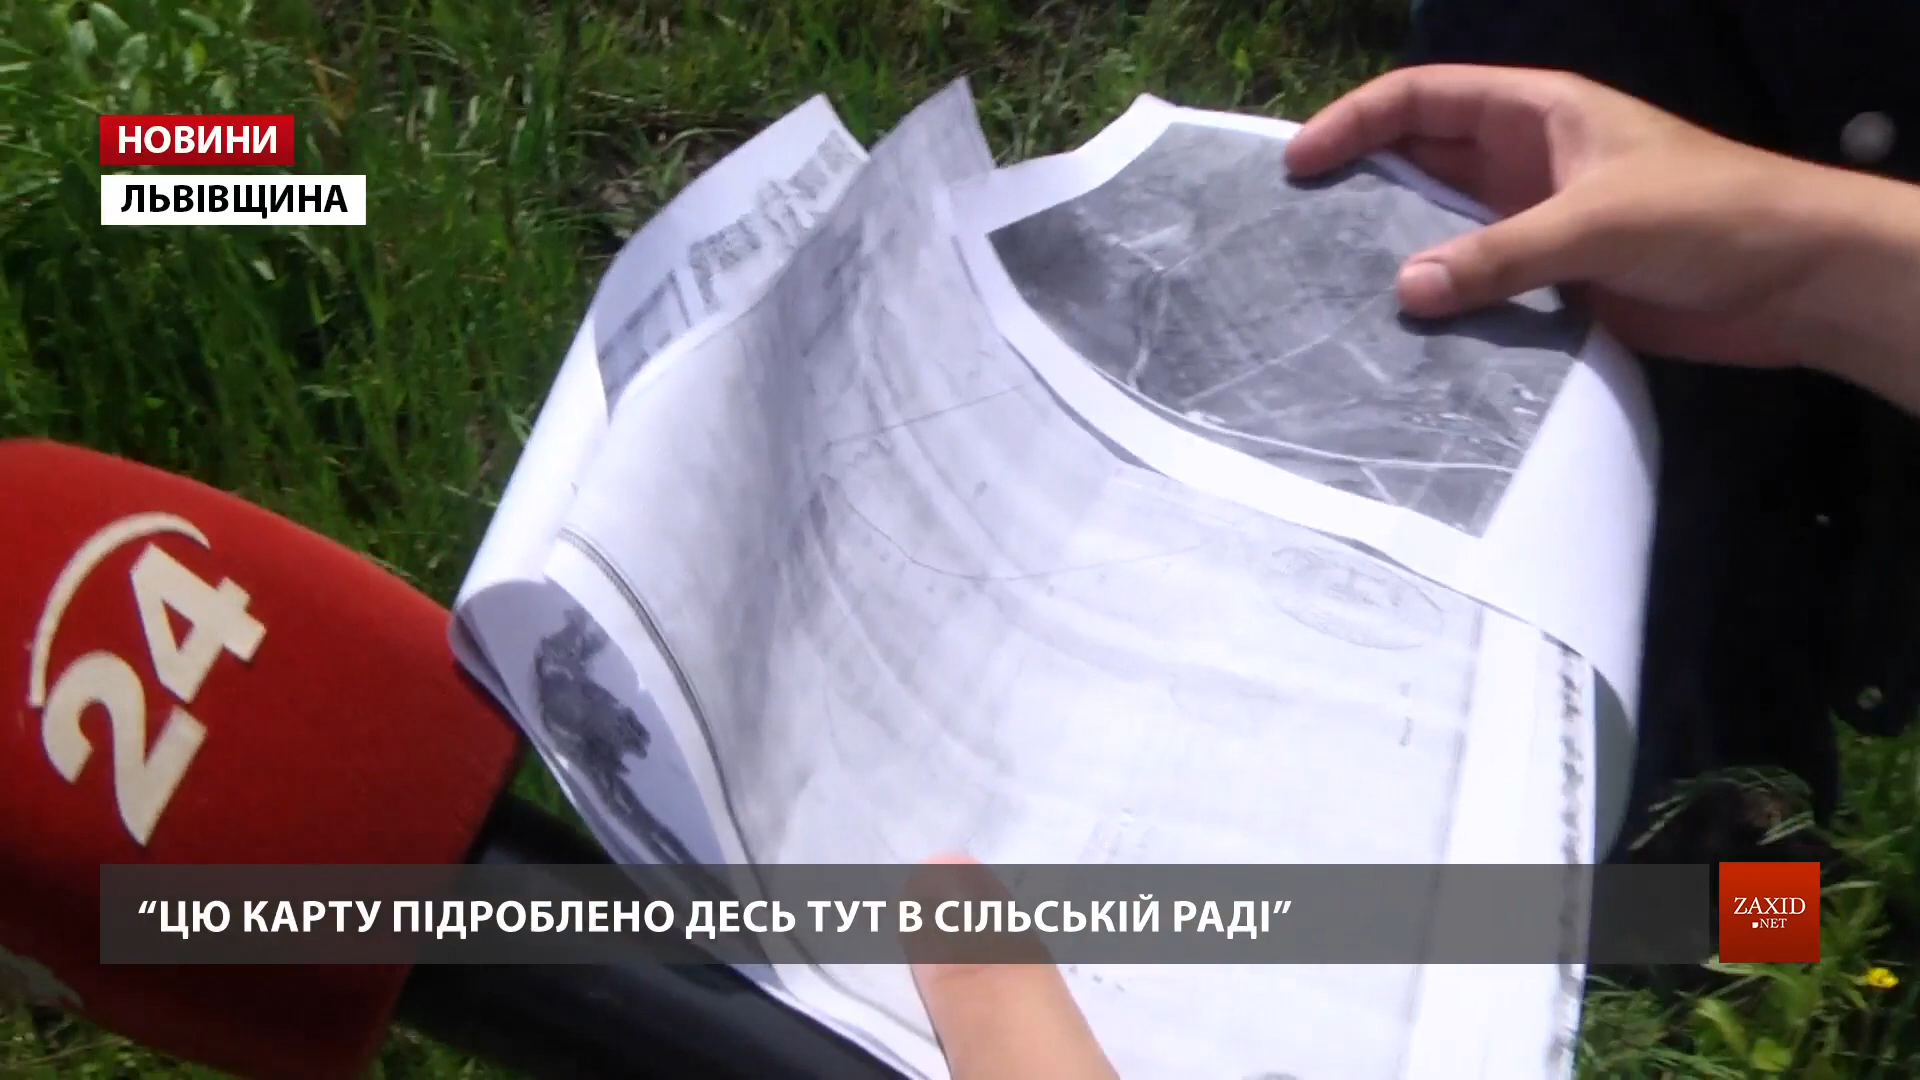 НОВИНИ
ЛЬВІВЩИНА
24
“ЦЮ КАРТУ ПІДРОБЛЕНО ДЕСЬ ТУТ В СІЛЬСЬКІЙ РАДІ”
ZAXID
.NET